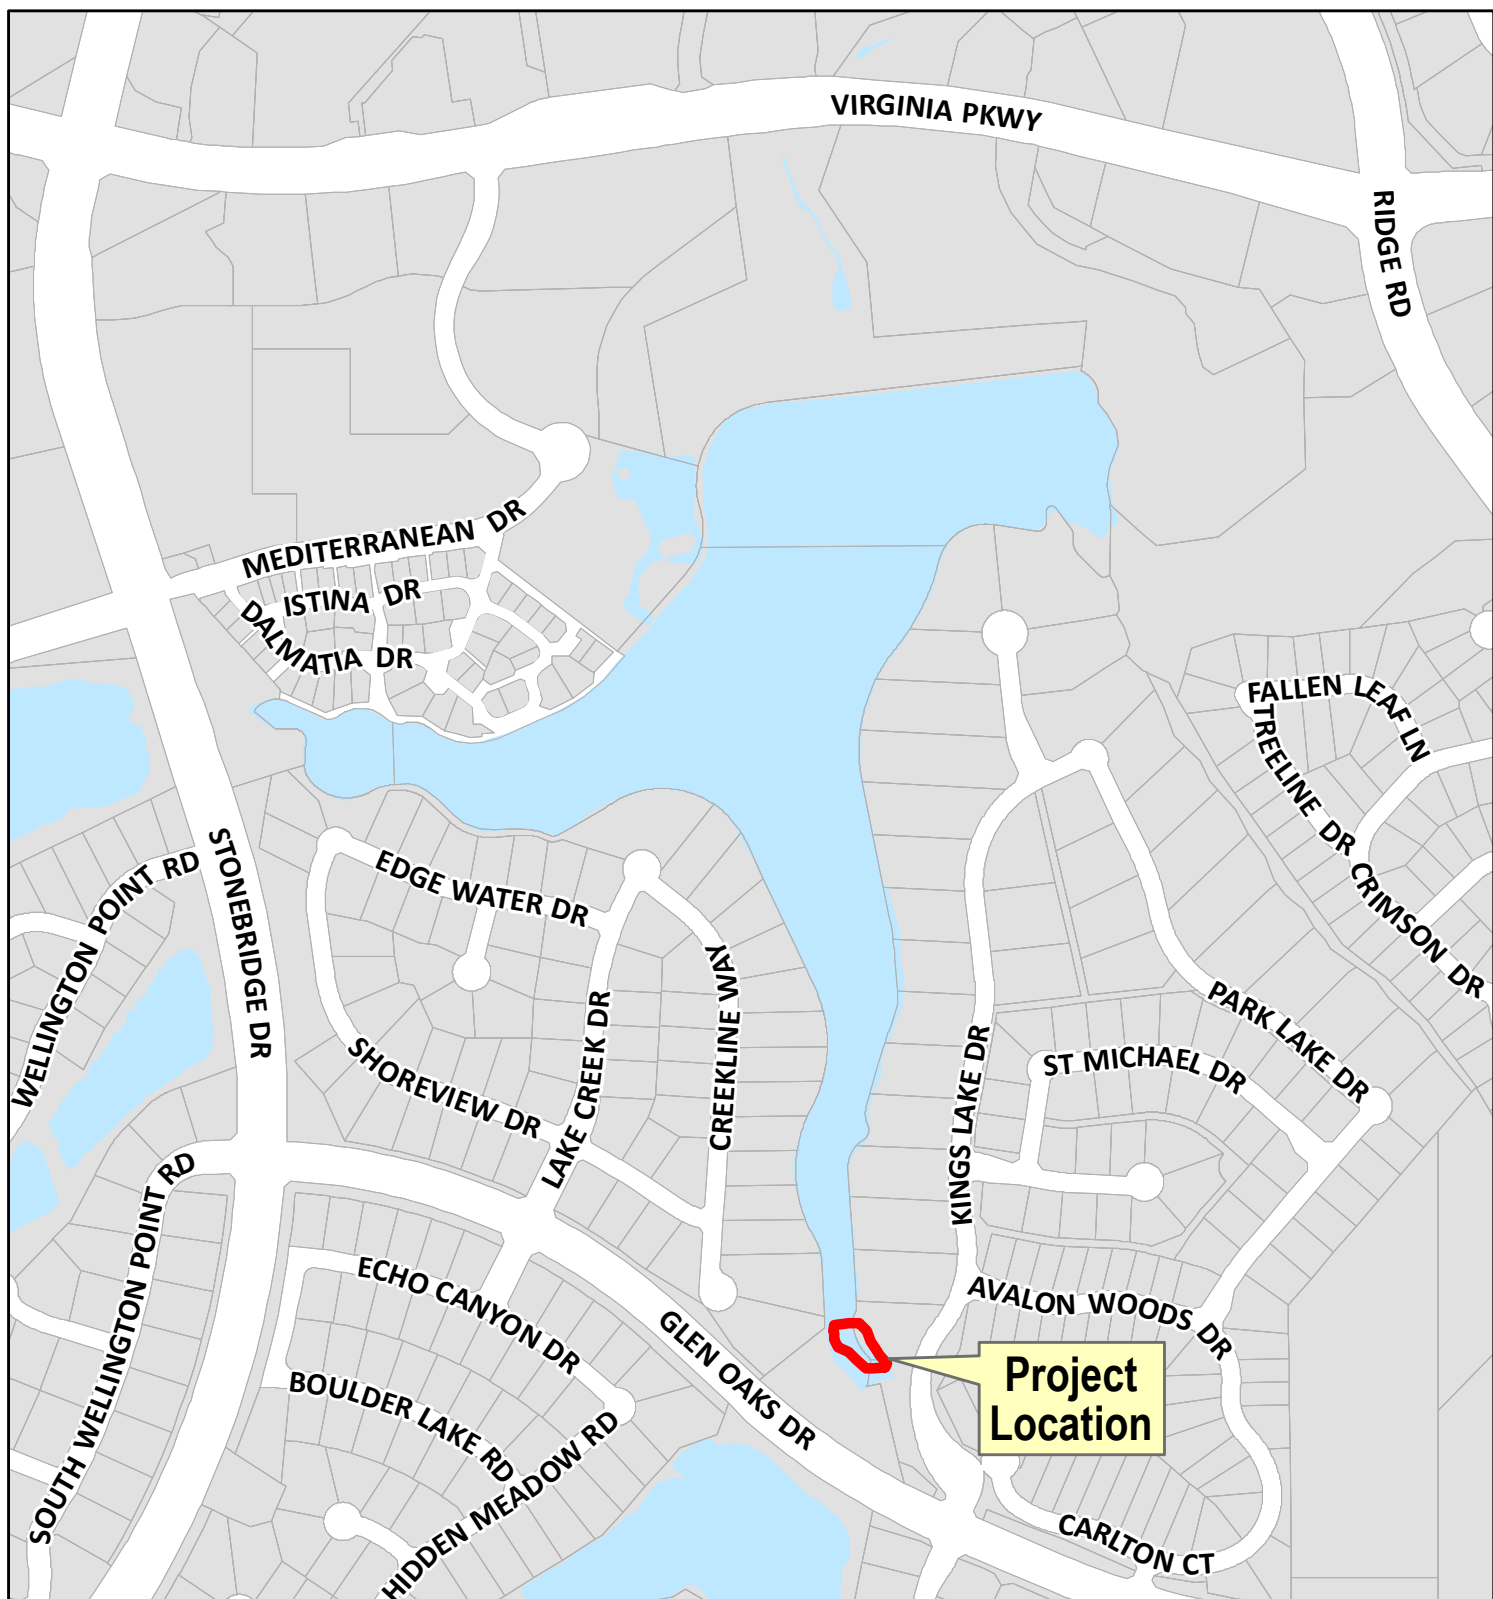 VIRGINIA PKWY
RIDGE RD
MEDITERRANEAN DR
ISTINA DR
DALMATIA DR
FALLEN LEAF LN
TREELINE DR
CRIMSON DR
STONEBRIDGE DR
WELLINGTON POINT RD
EDGE WATER DR
CREEKLINE WAY
LAKE CREEK DR
SHOREVIEW DR
KINGS LAKE DR
PARK LAKE DR
ST MICHAEL DR
SOUTH WELLINGTON POINT RD
ECHO CANYON DR
AVALON WOODS DR
GLEN OAKS DR
Project
Location
BOULDER LAKE RD
HIDDEN MEADOW RD
CARLTON CT